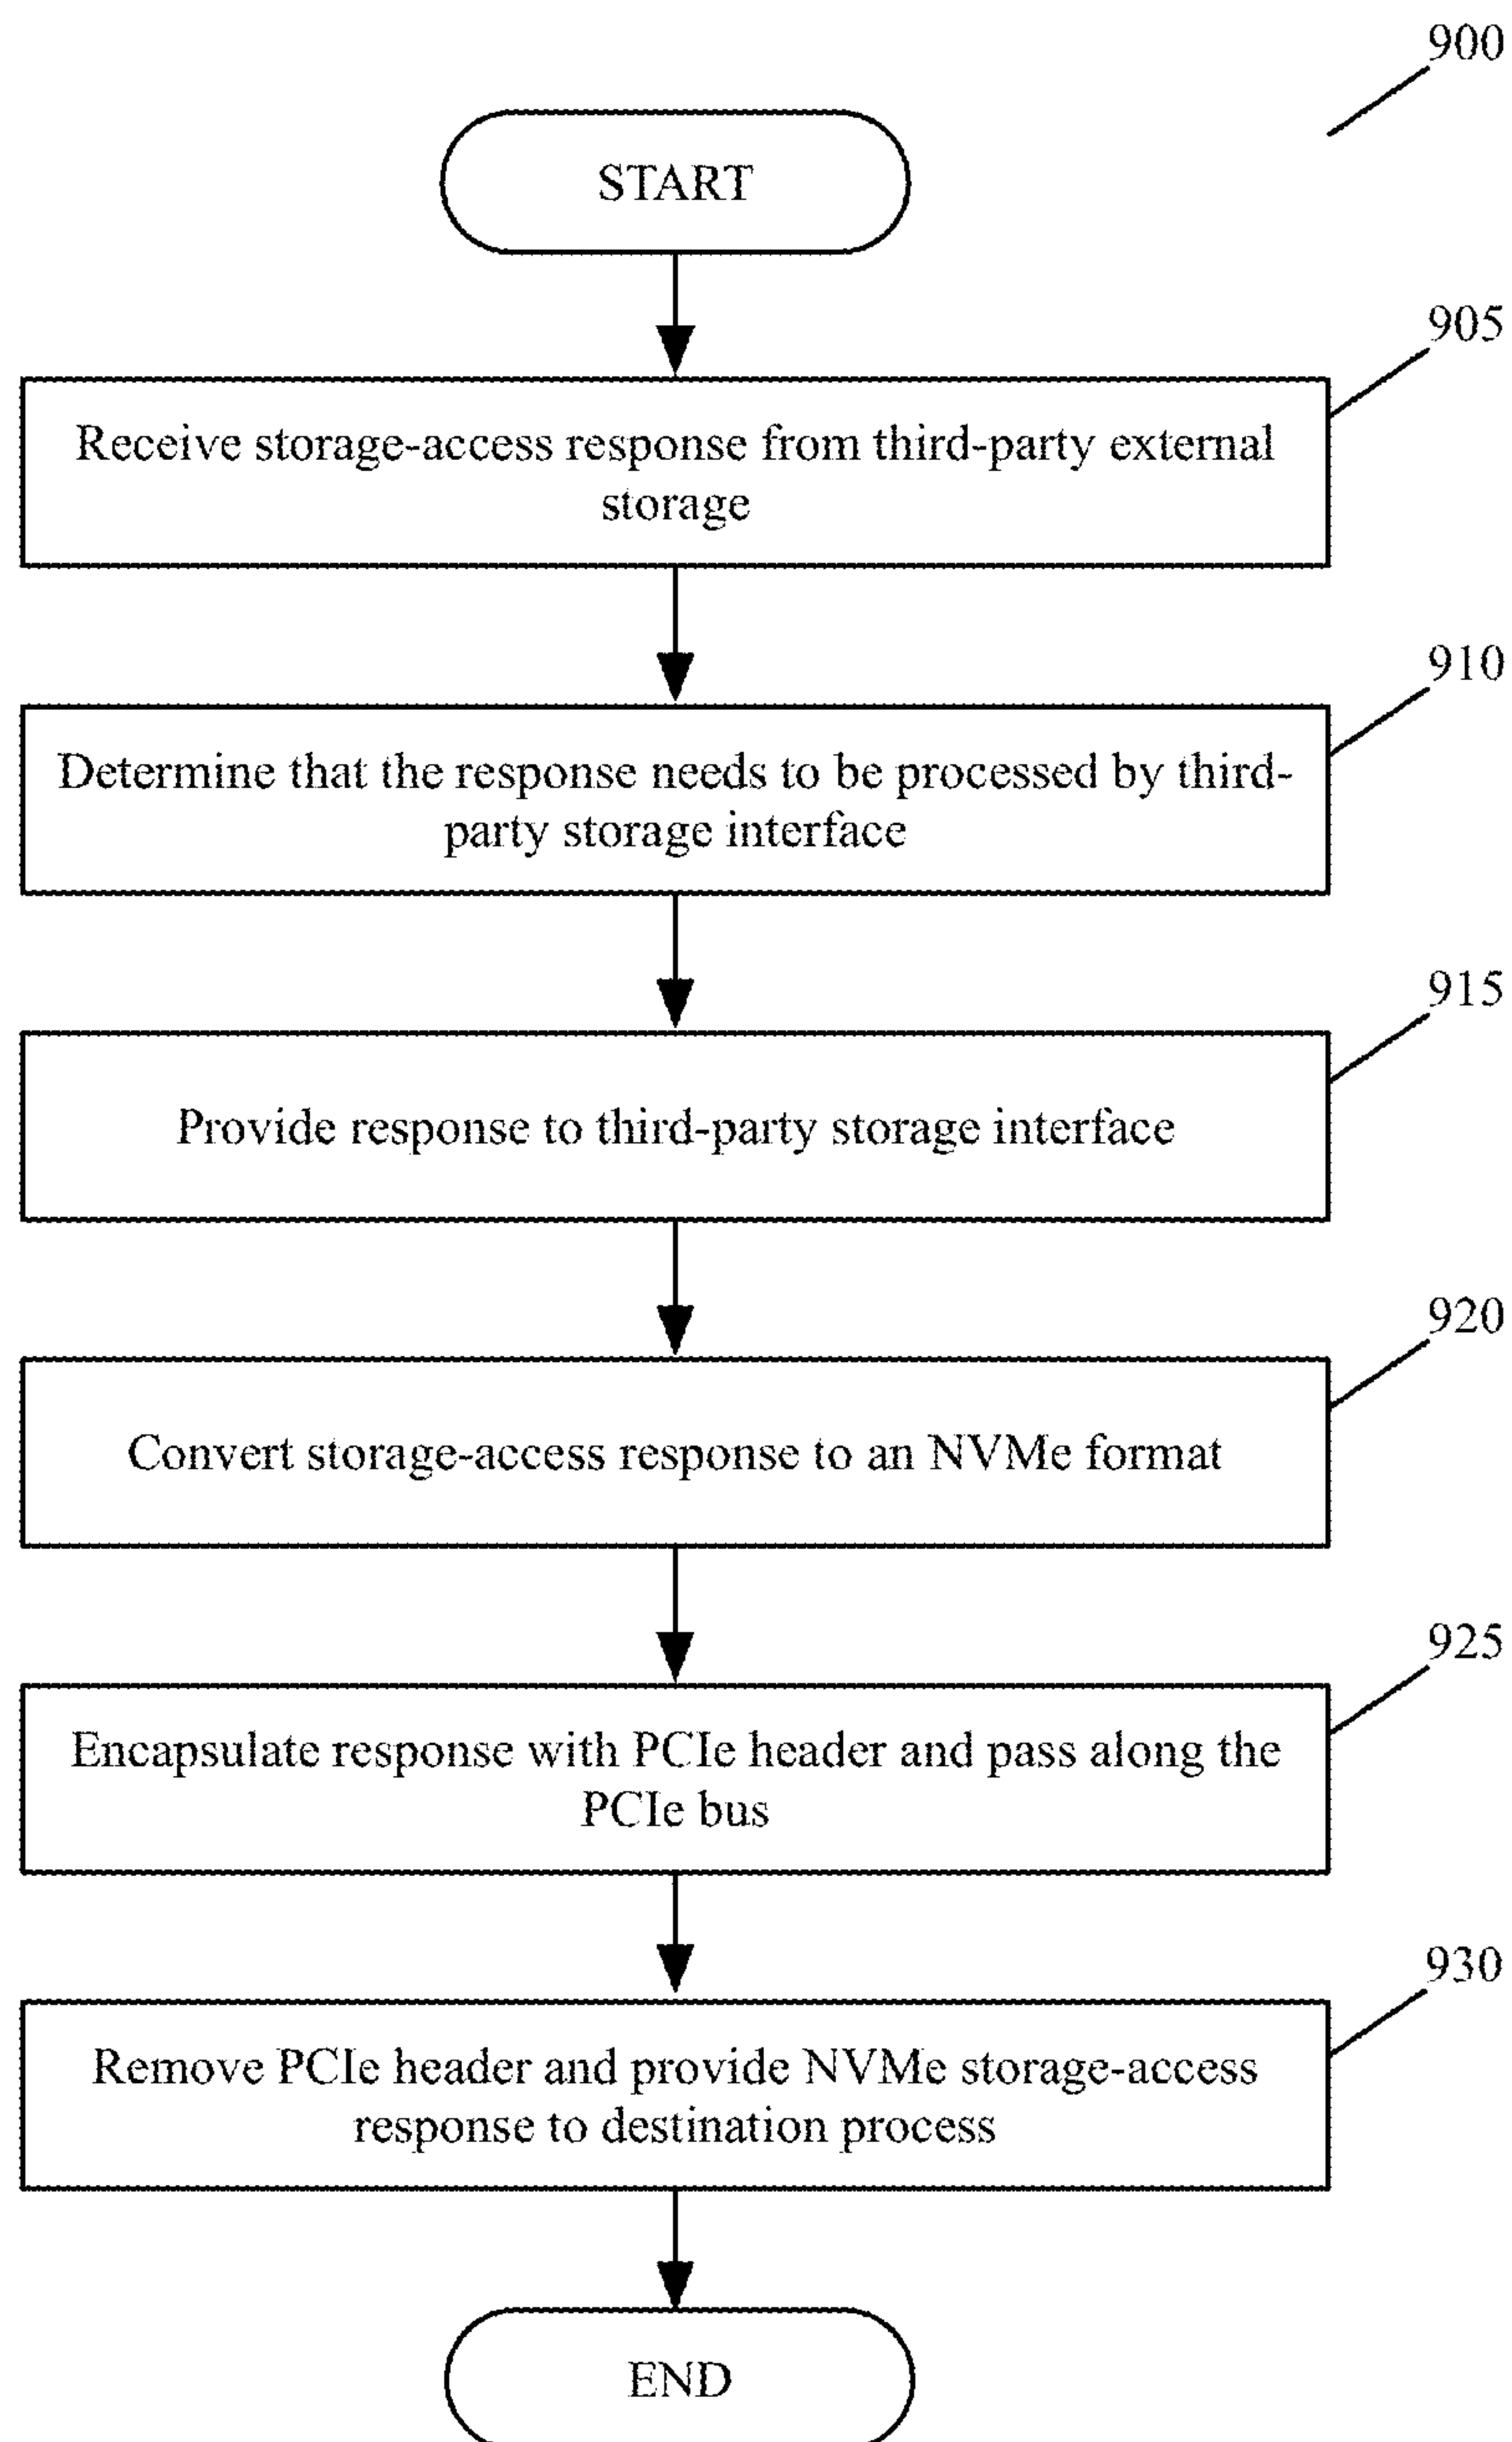 900
START
905
Receive storage-access response from third-party external
storage
910
Determine that the response needs to be processed by third-
party storage interface
915
Provide response to third-party storage interface
920
Convert storage-access response to an NVMe format
925
Encapsulate response with PCIe header and pass along the
PCIe bus
930
Remove PCIe header and provide NVMe storage-access
response to destination process
END